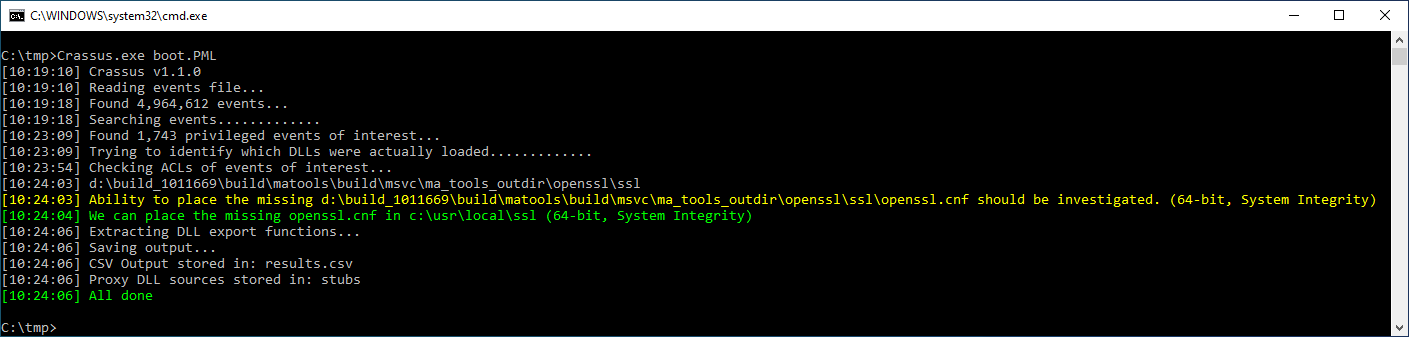 C:\WINDOWS\system32\cmd.exe
C:\tmp>Crassus.exe boot.PML
[10:19:10] Crassus v1.1.0
[10:19:10] Reading events file...
[10:19:18] Found 4,964,612 events...
[10:19:18] Searching events.............
[10:23:09] Found 1,743 privileged events of interest...
[10:23:09] Trying to identify which DLLs were actually loaded.............
[10:23:54] Checking ACLs of events of interest...
[10:24:03] d:\build_1011669\build\matools\build\msvc\ma_tools_outdir\openssl\ssl
[10:24:03] Ability to place the missing d:\build_1011669\build\matools\build\msvc\ma_tools_outdir\openssl\ssl\openssl.cnf should be investigated. (64-bit, System Integrity)
[10:24:04] We can place the missing openssl.cnf in c:\usr\local\ssl (64-bit, System Integrity)
[10:24:06] Extracting DLL export functions...
[10:24:06] Saving output...
[10:24:06] CSV Output stored in: results.csv
[10:24:06] Proxy DLL sources stored in: stubs
[10:24:06] All done
C:\tmp>